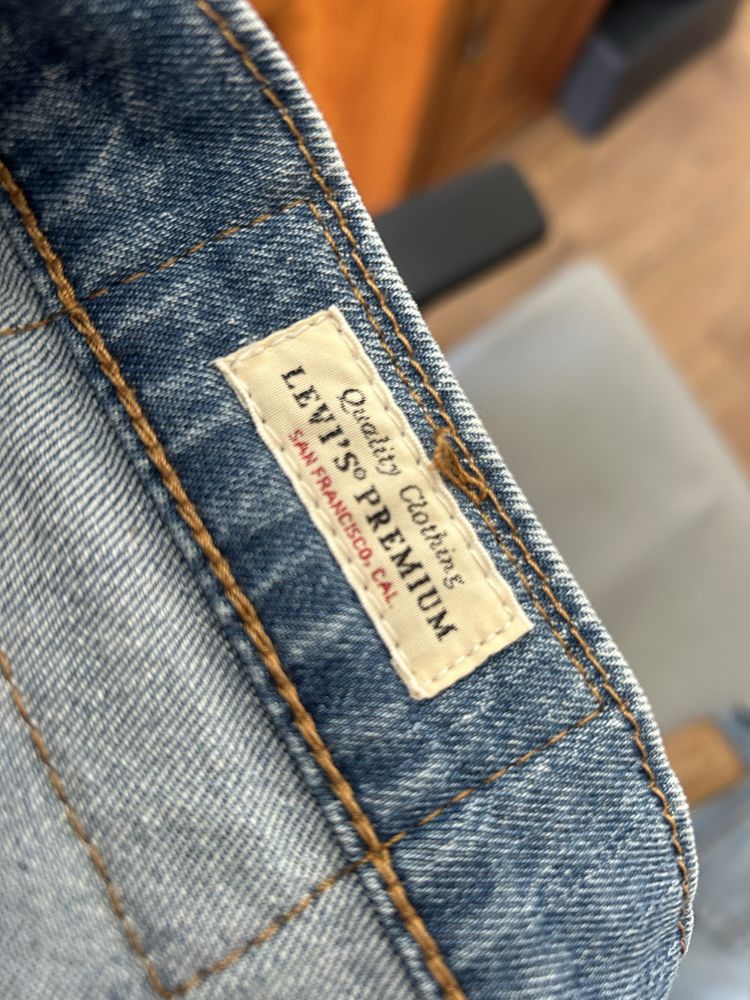 Quality Clothing
LEVI'S® PREMIUM
SAN FRANCISCO, CAL